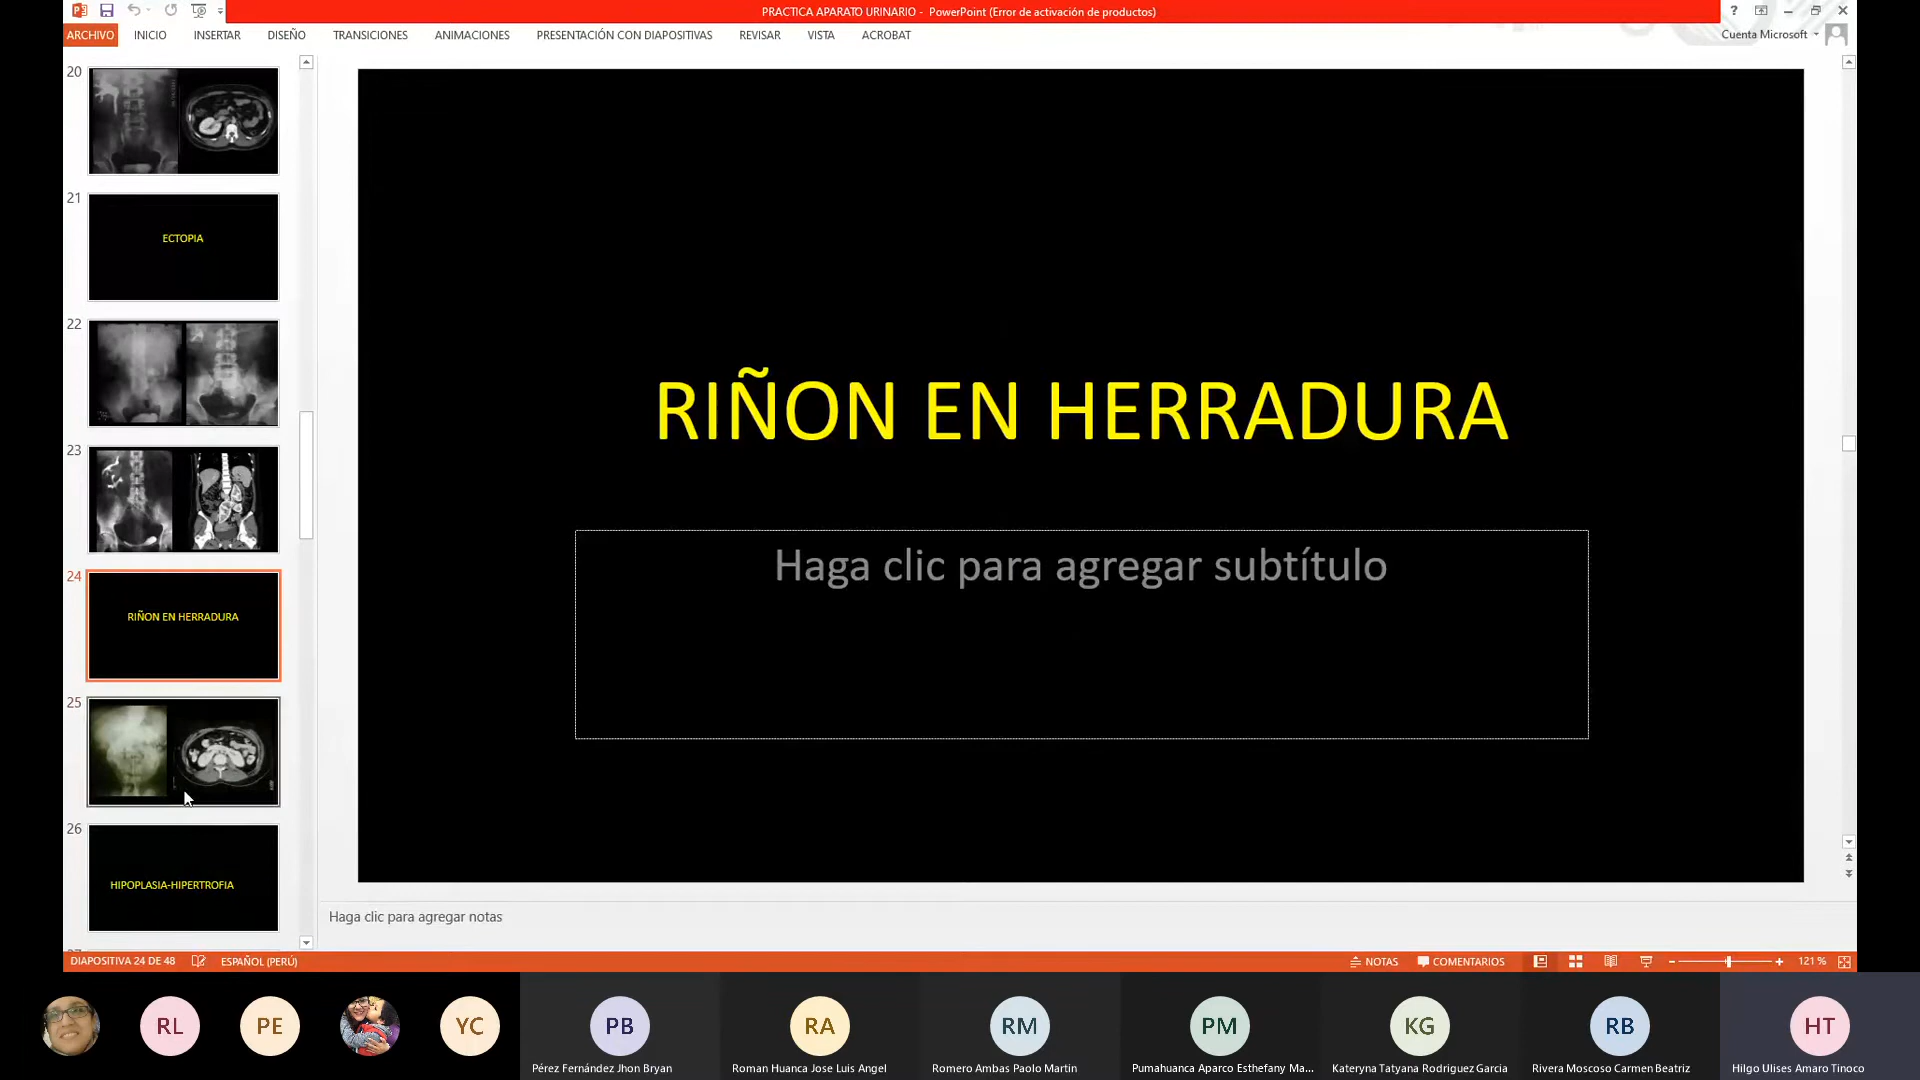 PRACTICA APARATO URINARIO - PowerPoint (Error de activación de productos)
?
ARCHIVO INICIO INSERTAR DISEÑO TRANSICIONES ANIMACIONES PRESENTACIÓN CON DIAPOSITIVAS REVISAR VISTA ACROBAT
Cuenta Microsoft
20
21
ECTOPIA
22
23
24
RIÑON EN HERRADURA
25
26
HIPOPLASIA-HIPERTROFIA
RIÑON EN HERRADURA
Haga clic para agregar subtítulo
Haga clic para agregar notas
DIAPOSITIVA 24 DE 48 ESPAÑOL (PERÚ) NOTAS COMENTARIOS 121 %
RL PE YC PB RA RM PM KG RB HT
Pérez Fernández Jhon Bryan
Roman Huanca Jose Luis Angel
Romero Ambas Paolo Martin
Pumahuanca Aparco Esthefany Ma...
Kateryna Tatyana Rodriguez Garcia
Rivera Moscoso Carmen Beatriz
Hilgo Ulises Amaro Tinoco